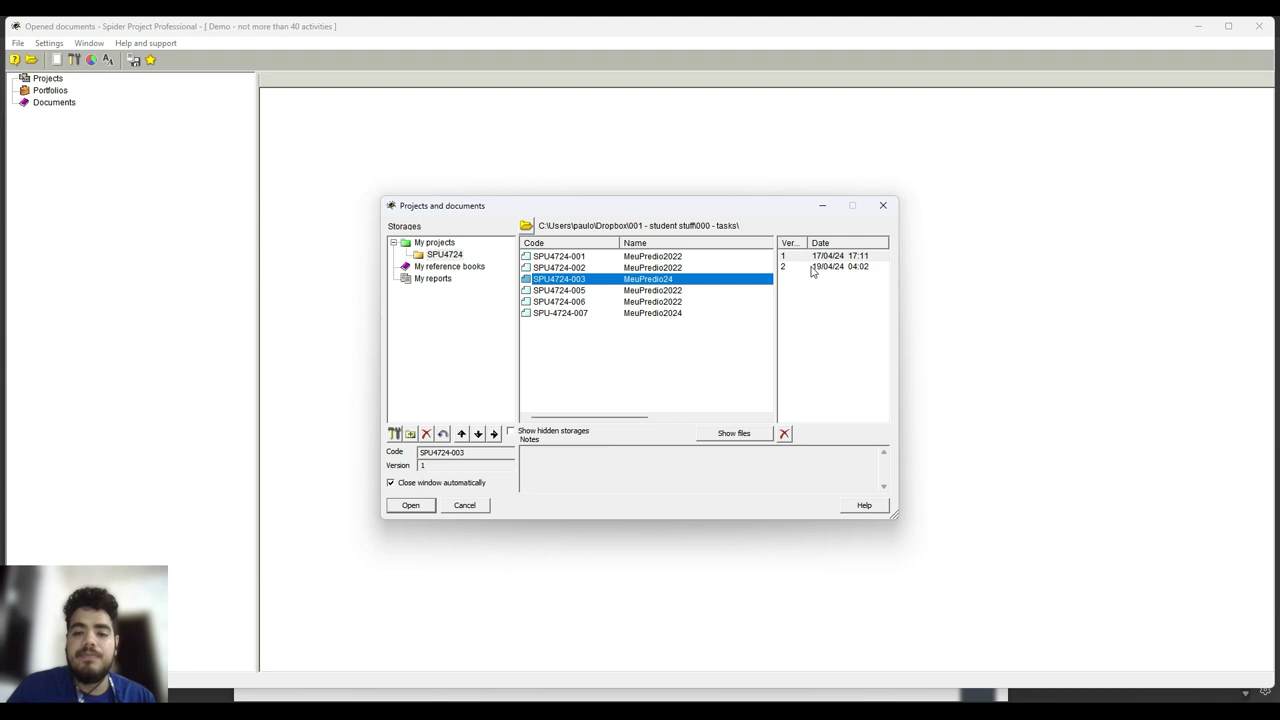 Opened documents - Spider Project Professional - [ Demo - not more than 40 activities ]
File Settings Window Help and support
Projects
Portfolios
Documents
Projects and documents
Storages
C:\Users\paulo\Dropbox\001 - student stuff\000 - tasks\
My projects
SPU4724
My reference books
My reports
Code Name
SPU4724-001 MeuPredio2022
SPU4724-002 MeuPredio2022
SPU4724-003 MeuPredio24
SPU4724-005 MeuPredio2022
SPU4724-006 MeuPredio2022
SPU-4724-007 MeuPredio2024
Ver... Date
1 17/04/24 17:11
2 19/04/24 04:02
Show hidden storages
Show files
Notes
Code SPU4724-003
Version 1
Close window automatically
Open Cancel Help